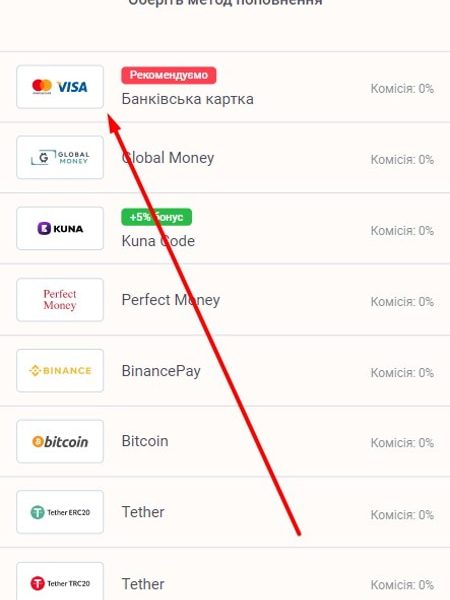 Оберіть метод поповнення
VISA
Рекомендуємо
Банківська картка
Комісія: 0%
GLOBAL
MONEY
Global Money
Комісія: 0%
KUNA
+5% бонус
Kuna Code
Комісія: 0%
Perfect
Money
Perfect Money
Комісія: 0%
BINANCE
BinancePay
Комісія: 0%
bitcoin
Bitcoin
Комісія: 0%
Tether ERC20
Tether
Комісія: 0%
Tether TRC20
Tether
Комісія: 0%